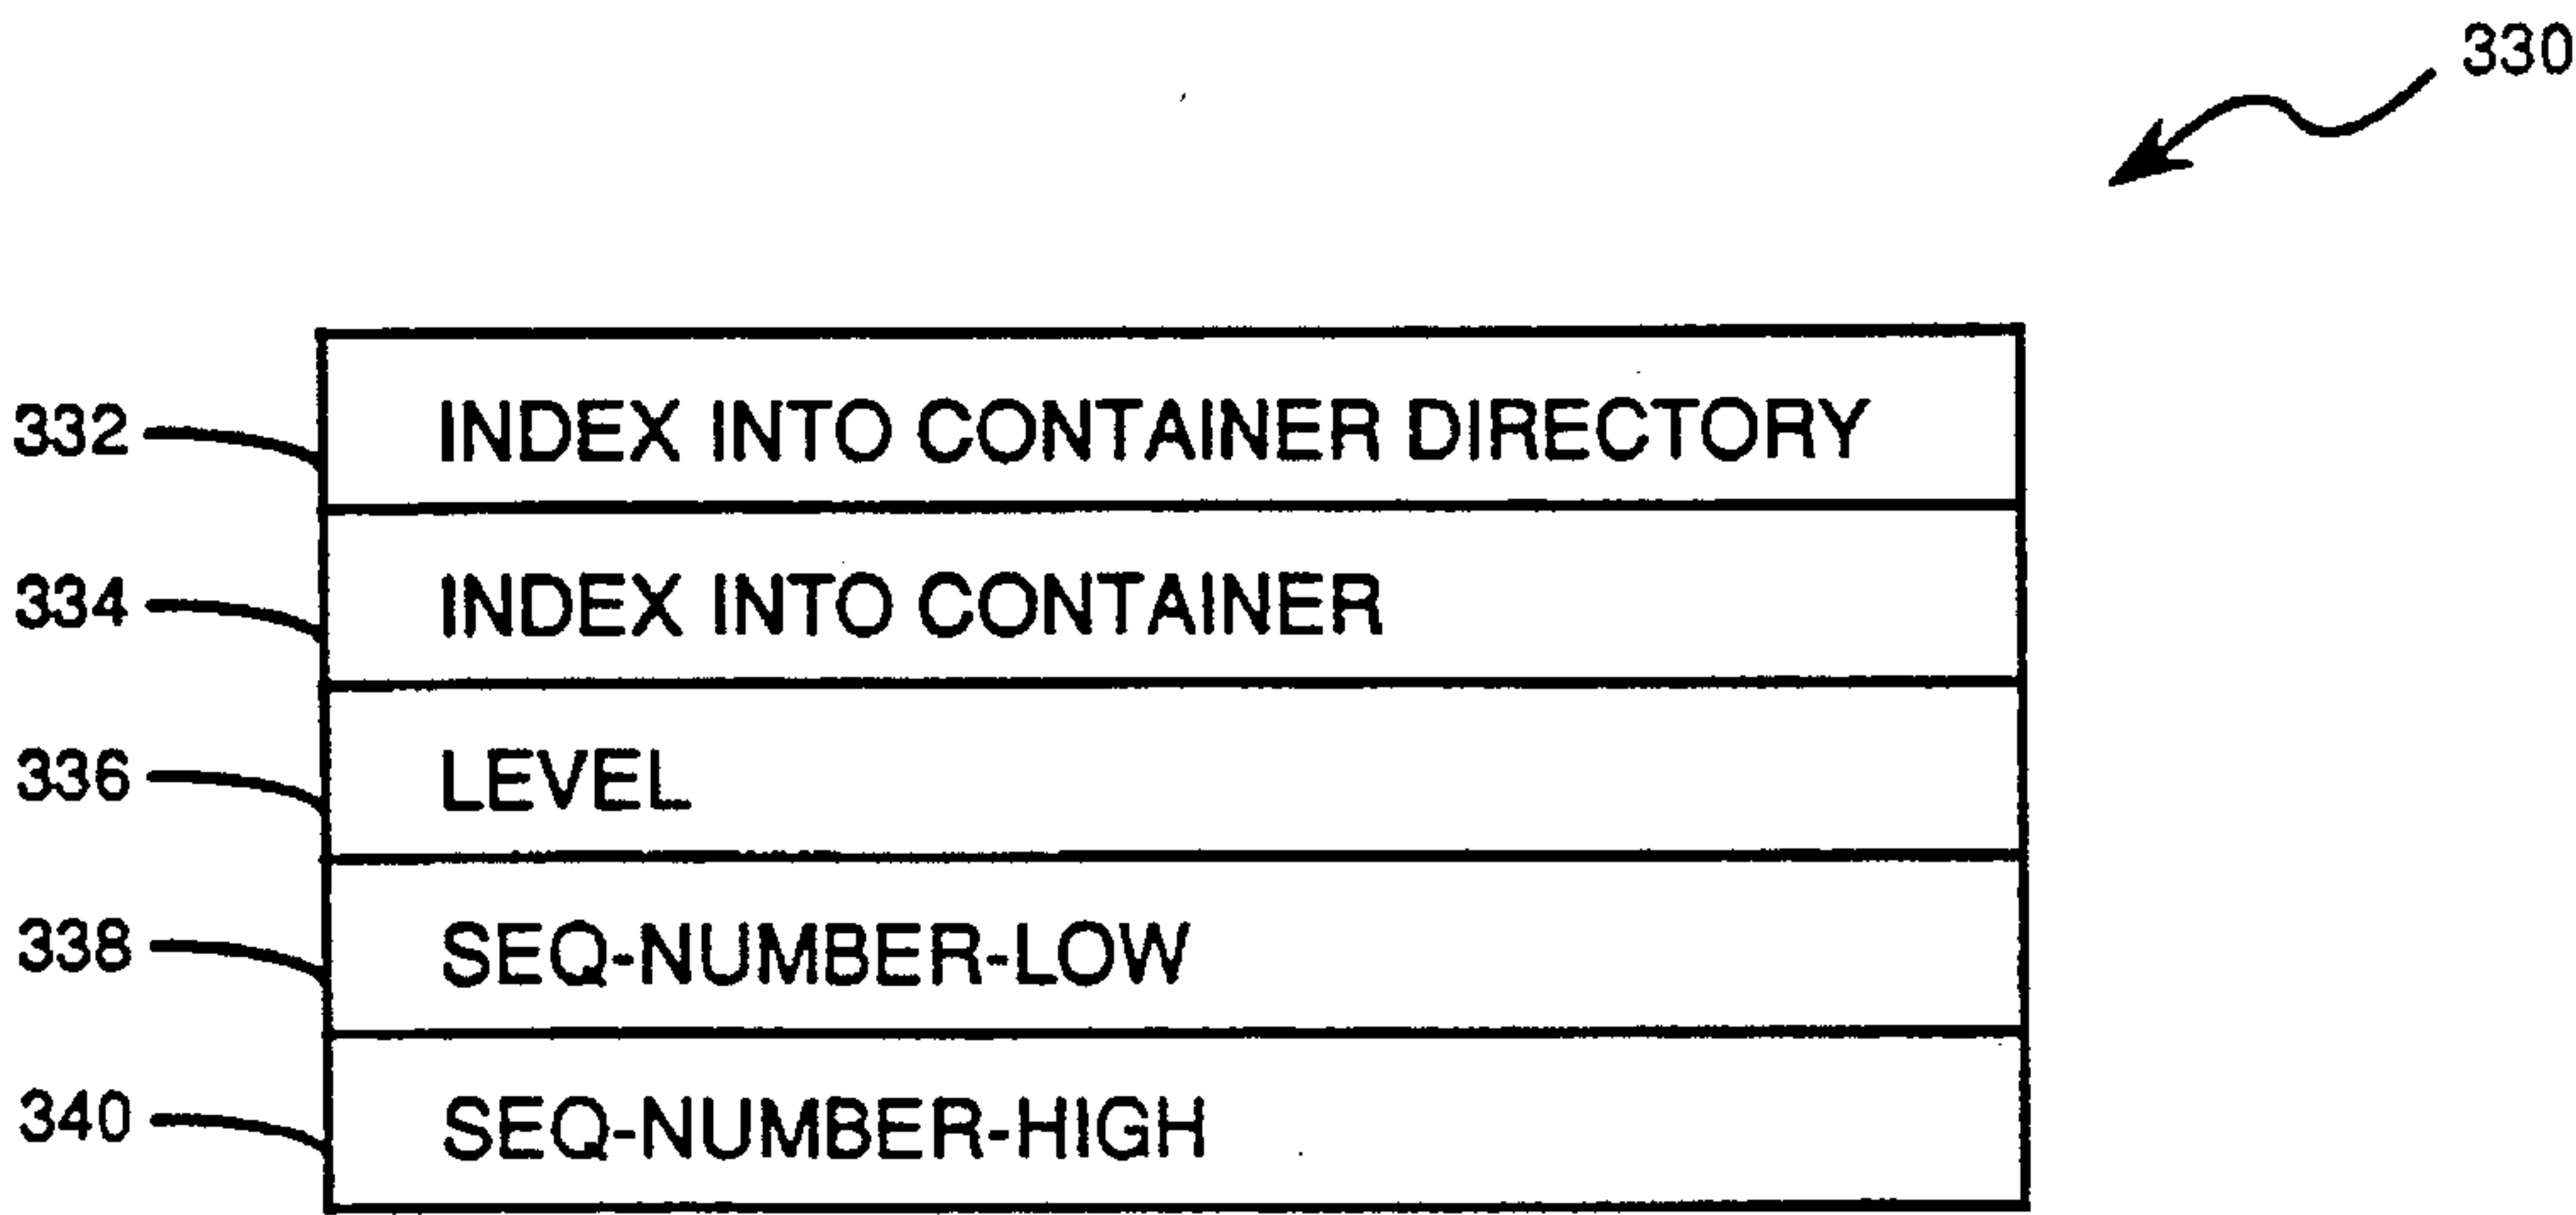 330
332 INDEX INTO CONTAINER DIRECTORY
334 INDEX INTO CONTAINER
336 LEVEL
338 SEQ-NUMBER-LOW
340 SEQ-NUMBER-HIGH